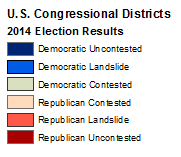 U.S. Congressional Districts
2014 Election Results
Democratic Uncontested
Democratic Landslide
Democratic Contested
Republican Contested
Republican Landslide
Republican Uncontested